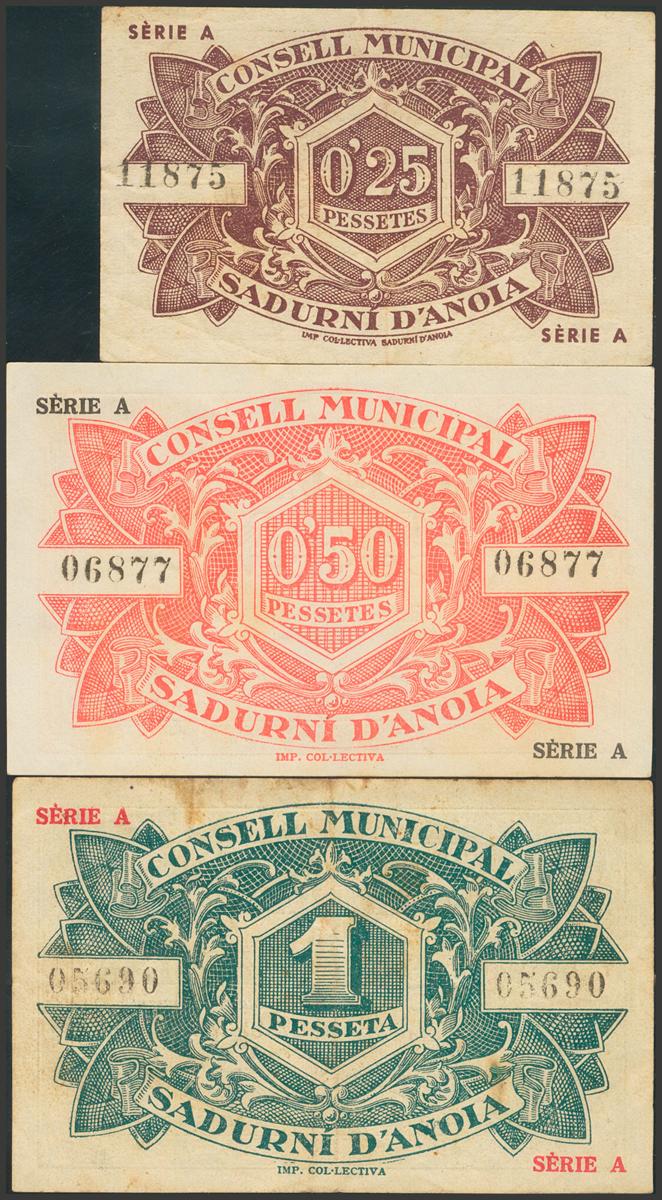 SÈRIE A
CONSELL MUNICIPAL
11875
0'25
11875
PESSETES
SADURNÍ D'ANOIA
IMP COL·LECTIVA SADURNÍ D'ANOIA
SÈRIE A
SÈRIE A
CONSELL MUNICIPAL
06877
0'50
06877
PESSETES
SADURNÍ D'ANOIA
IMP. COL·LECTIVA
SÈRIE A
SÈRIE A
CONSELL MUNICIPAL
05690
1
05690
PESSETA
SADURNÍ D'ANOIA
IMP. COL·LECTIVA
SÈRIE A